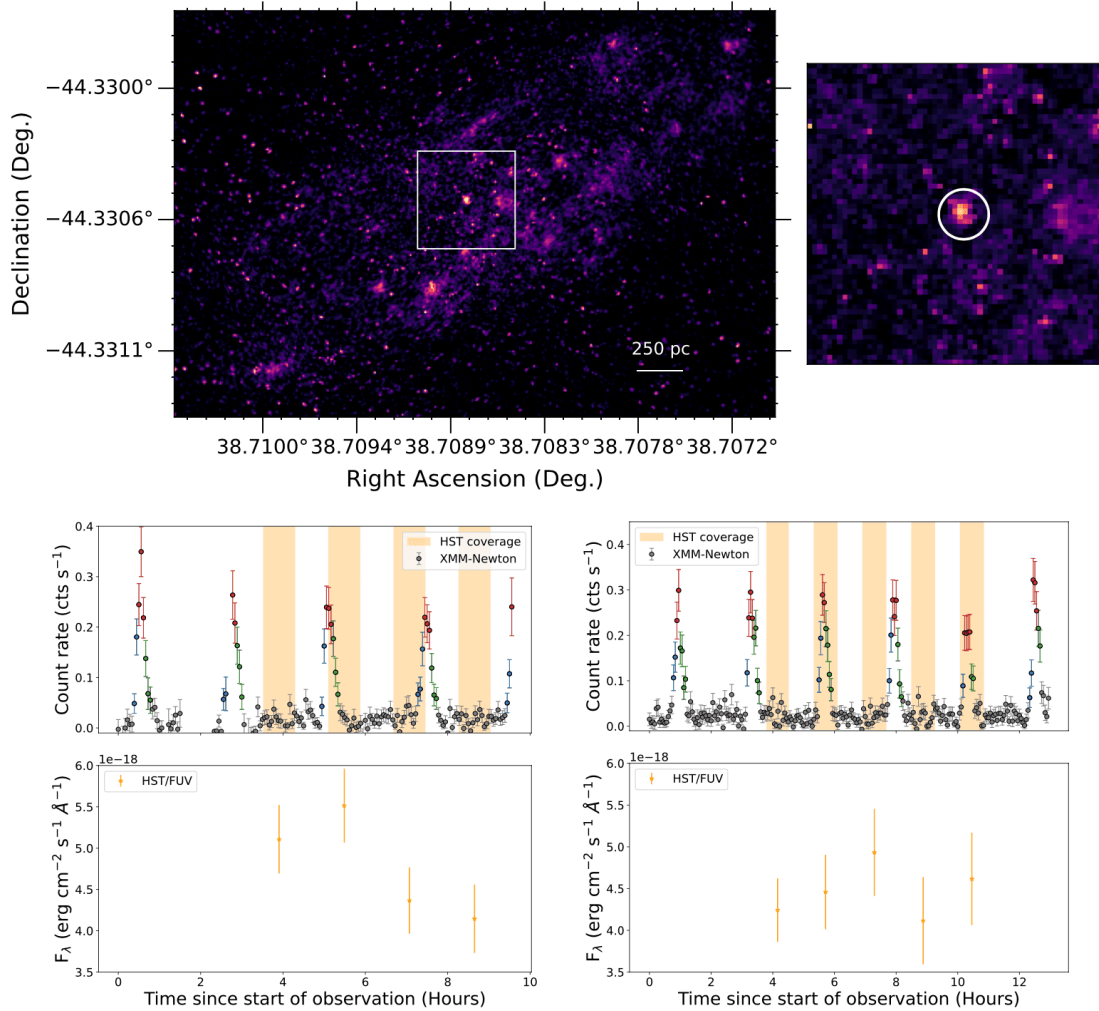 Declination (Deg.)
−44.3300°
−44.3306°
−44.3311°
250 pc
38.7100° 38.7094° 38.7089° 38.7083° 38.7078° 38.7072°
Right Ascension (Deg.)
Count rate (cts s⁻¹)
0.4
0.3
0.2
0.1
0.0
HST coverage
XMM-Newton
Count rate (cts s⁻¹)
0.4
0.3
0.2
0.1
0.0
HST coverage
XMM-Newton
1e−18
F_λ (erg cm⁻² s⁻¹ Å⁻¹)
6.0
5.5
5.0
4.5
4.0
3.5
HST/FUV
0 2 4 6 8 10
Time since start of observation (Hours)
1e−18
F_λ (erg cm⁻² s⁻¹ Å⁻¹)
6.0
5.5
5.0
4.5
4.0
3.5
HST/FUV
0 2 4 6 8 10 12
Time since start of observation (Hours)